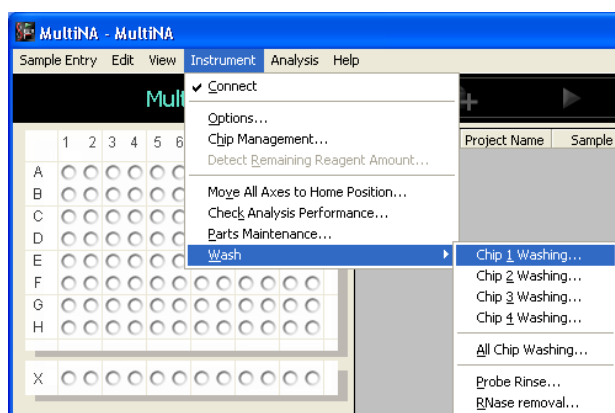 MultiNA - MultiNA
Sample Entry Edit View Instrument Analysis Help
Connect
Options...
Chip Management...
Detect Remaining Reagent Amount...
Move All Axes to Home Position...
Check Analysis Performance...
Parts Maintenance...
Wash
Chip 1 Washing...
Chip 2 Washing...
Chip 3 Washing...
Chip 4 Washing...
All Chip Washing...
Probe Rinse...
RNase removal...
Mult
Project Name Sample
1 2 3 4 5 6
A
B
C
D
E
F
G
H
X